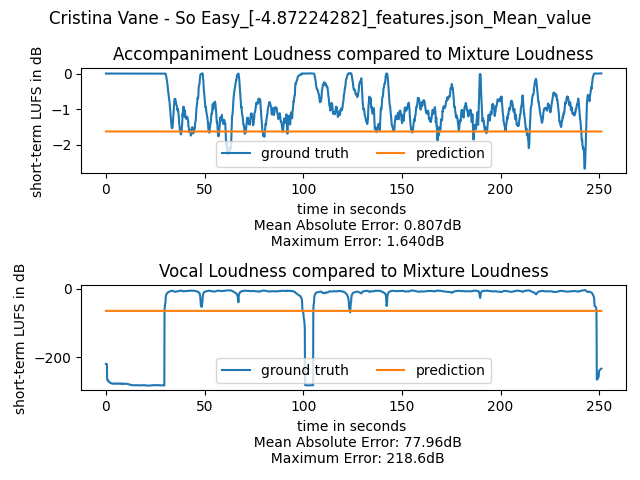 Cristina Vane - So Easy_[-4.87224282]_features.json_Mean_value
Accompaniment Loudness compared to Mixture Loudness
short-term LUFS in dB
0
−1
−2
ground truth
prediction
0 50 100 150 200 250
time in seconds
Mean Absolute Error: 0.807dB
Maximum Error: 1.640dB
Vocal Loudness compared to Mixture Loudness
short-term LUFS in dB
0
−200
ground truth
prediction
0 50 100 150 200 250
time in seconds
Mean Absolute Error: 77.96dB
Maximum Error: 218.6dB